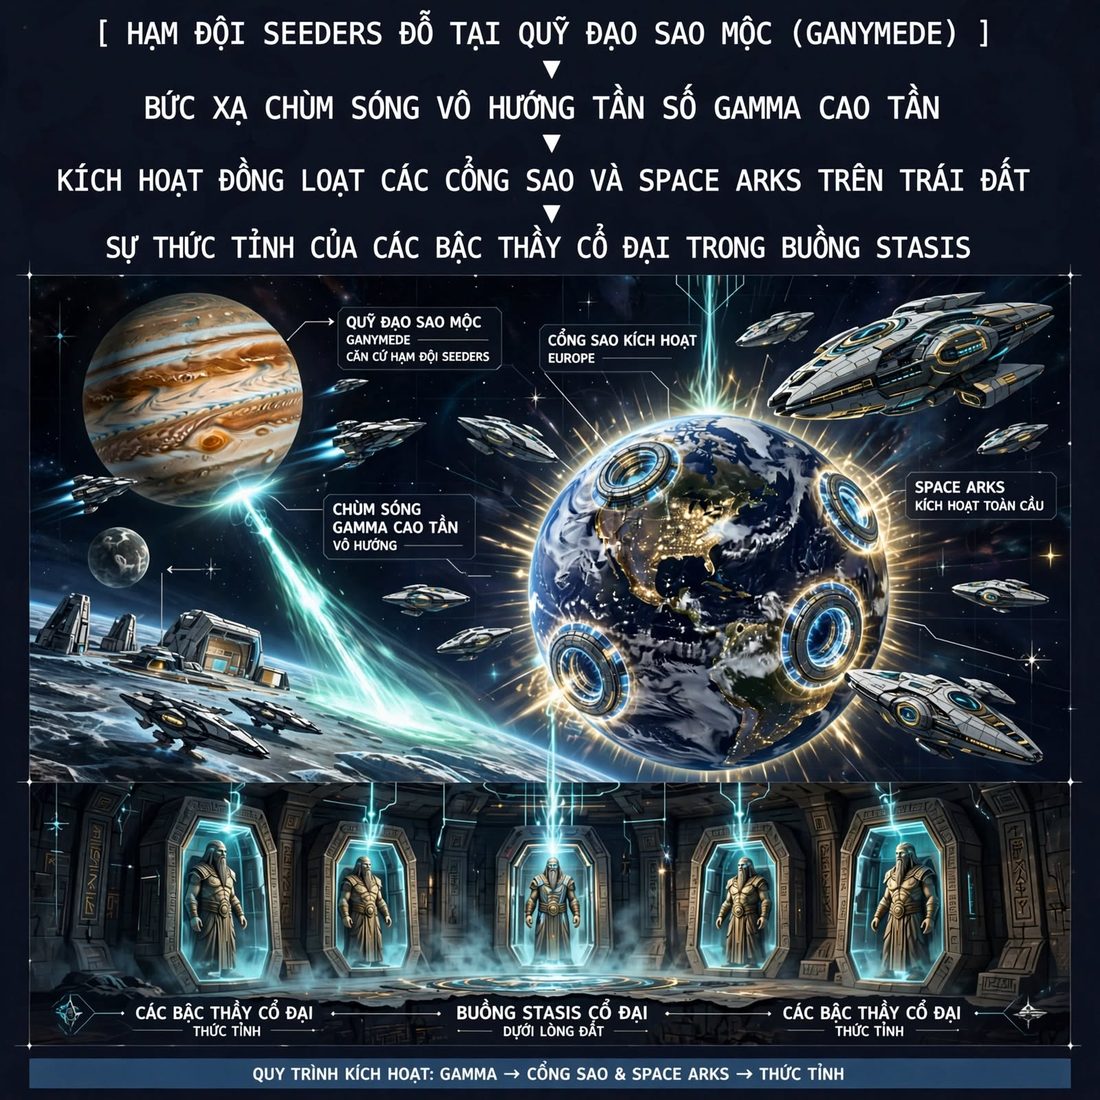 [ HẠM ĐỘI SEEDERS ĐỖ TẠI QUỸ ĐẠO SAO MỘC (GANYMEDE) ]
▼
BỨC XẠ CHÙM SÓNG VÔ HƯỚNG TẦN SỐ GAMMA CAO TẦN
▼
KÍCH HOẠT ĐỒNG LOẠT CÁC CỔNG SAO VÀ SPACE ARKS TRÊN TRÁI ĐẤT
▼
SỰ THỨC TỈNH CỦA CÁC BẬC THẦY CỔ ĐẠI TRONG BUỒNG STASIS
QUỸ ĐẠO SAO MỘC
GANYMEDE
CĂN CỨ HẠM ĐỘI SEEDERS
CỔNG SAO KÍCH HOẠT
EUROPE
SPACE ARKS
KÍCH HOẠT TOÀN CẦU
CHÙM SÓNG
GAMMA CAO TẦN
VÔ HƯỚNG
CÁC BẬC THẦY CỔ ĐẠI
THỨC TỈNH
BUỒNG STASIS CỔ ĐẠI
DƯỚI LÒNG ĐẤT
CÁC BẬC THẦY CỔ ĐẠI
THỨC TỈNH
QUY TRÌNH KÍCH HOẠT: GAMMA → CỔNG SAO & SPACE ARKS → THỨC TỈNH